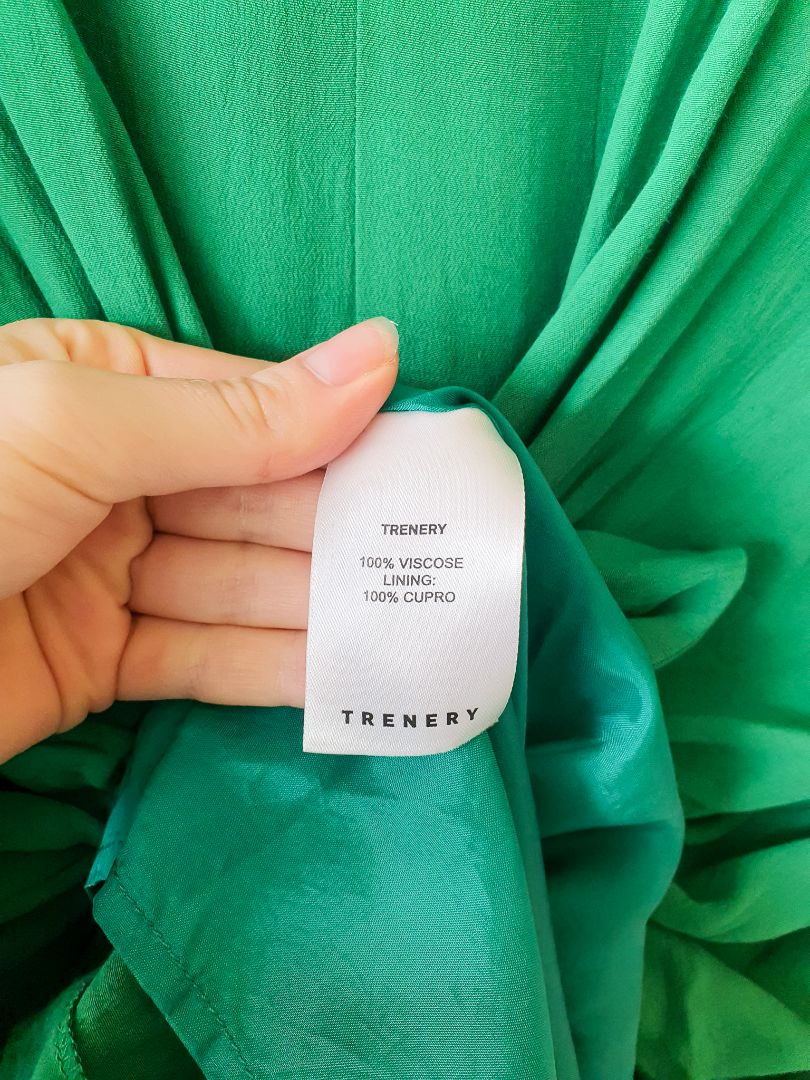 TRENERY
100% VISCOSE
LINING:
100% CUPRO
TRENERY